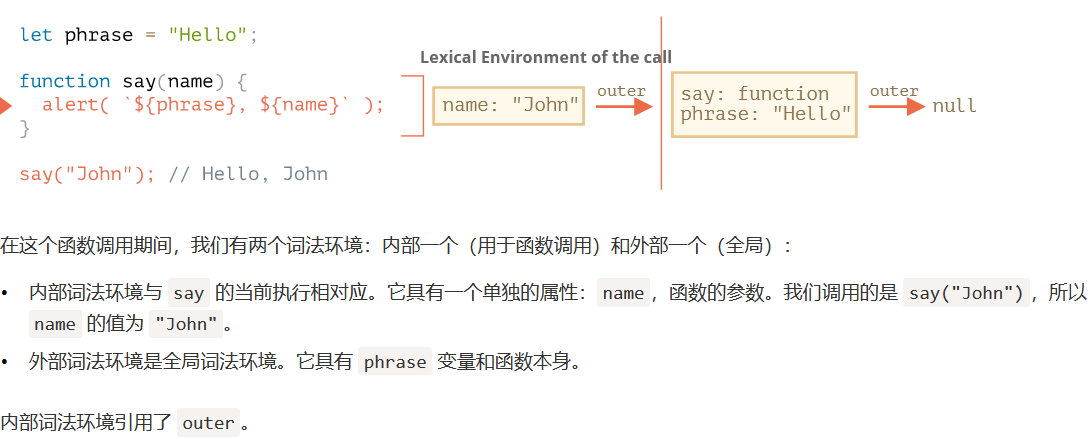 let phrase = "Hello";
function say(name) {
alert( `${phrase}, ${name}` );
}
say("John"); // Hello, John
Lexical Environment of the call
name: "John"
outer
say: function
phrase: "Hello"
outer
null
在这个函数调用期间，我们有两个词法环境：内部一个（用于函数调用）和外部一个（全局）：
• 内部词法环境与 say 的当前执行相对应。它具有一个单独的属性：name，函数的参数。我们调用的是 say("John")，所以
name 的值为 "John"。
• 外部词法环境是全局词法环境。它具有 phrase 变量和函数本身。
内部词法环境引用了 outer。